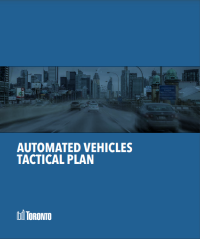 AUTOMATED VEHICLES
TACTICAL PLAN
TORONTO